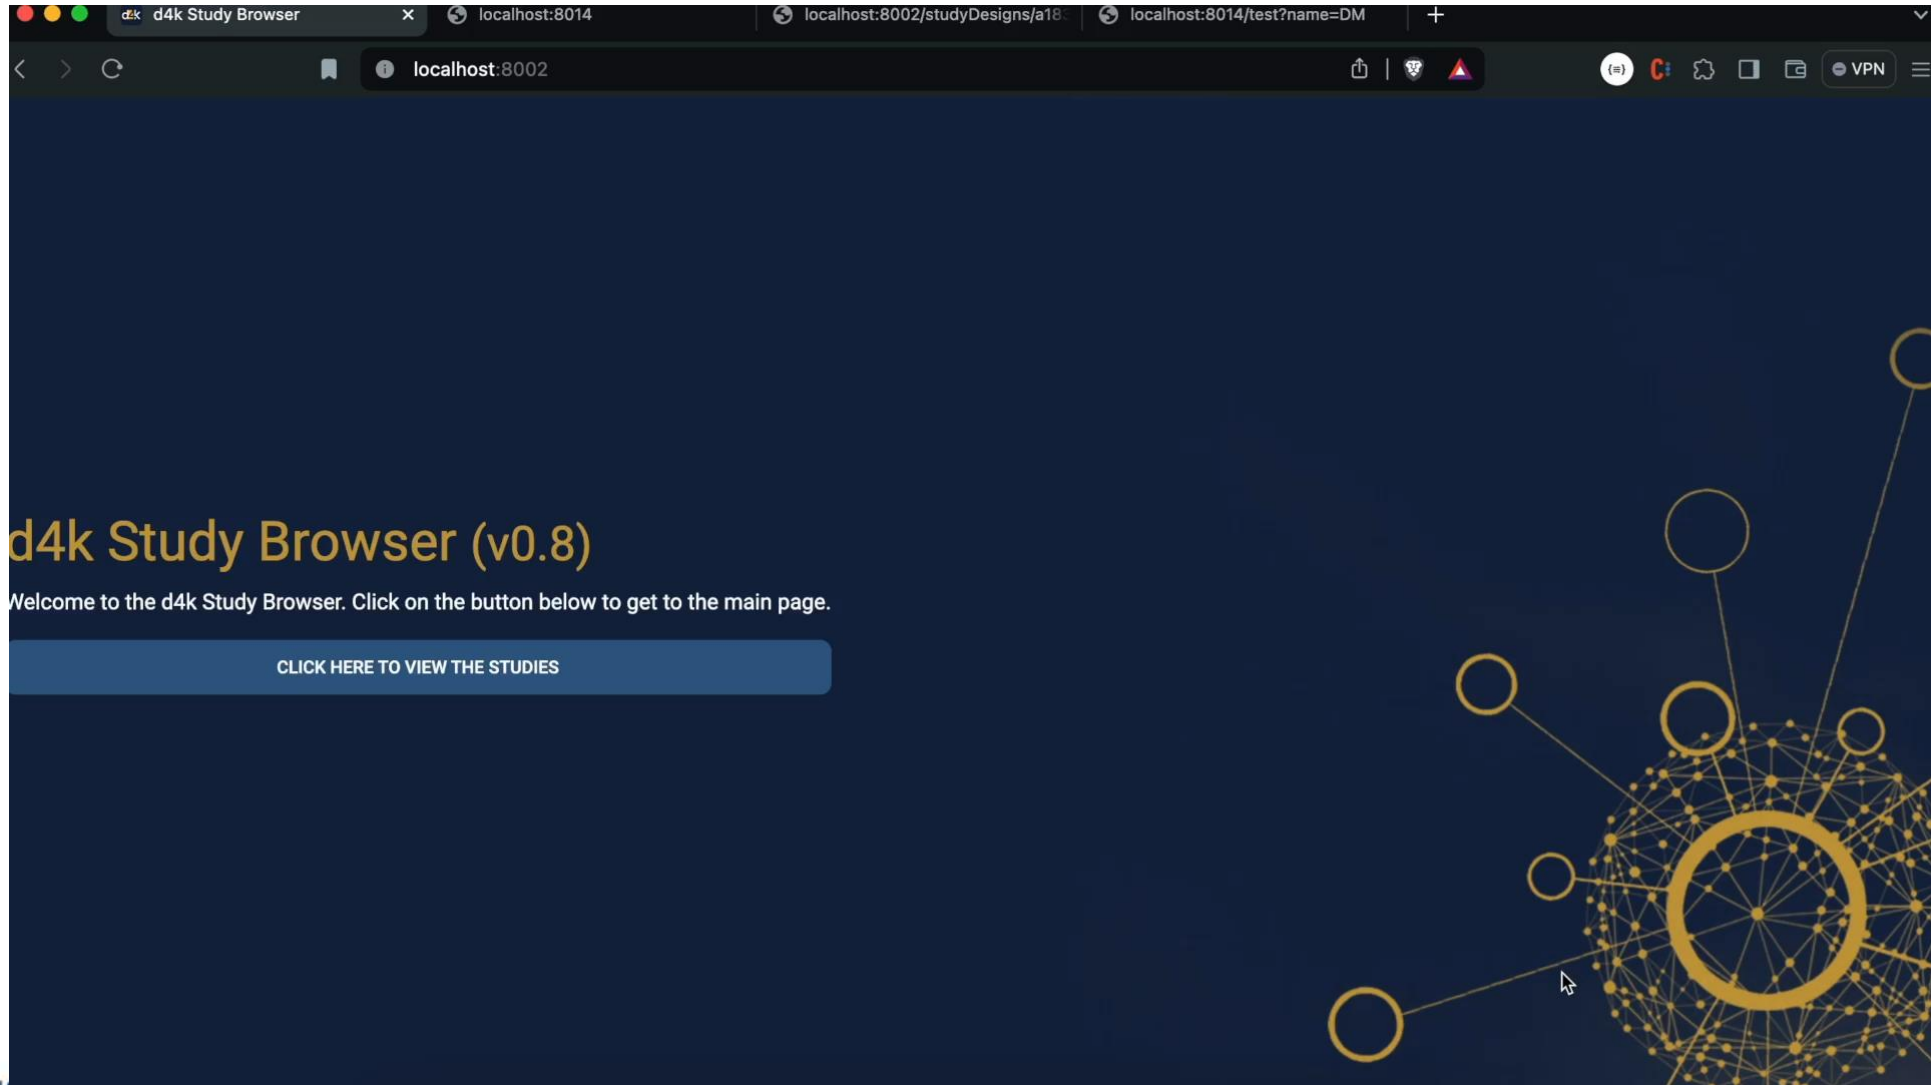 d4k d4k Study Browser
localhost:8014
localhost:8002/studyDesigns/a183
localhost:8014/test?name=DM
localhost:8002
VPN
d4k Study Browser (v0.8)
Welcome to the d4k Study Browser. Click on the button below to get to the main page.
CLICK HERE TO VIEW THE STUDIES